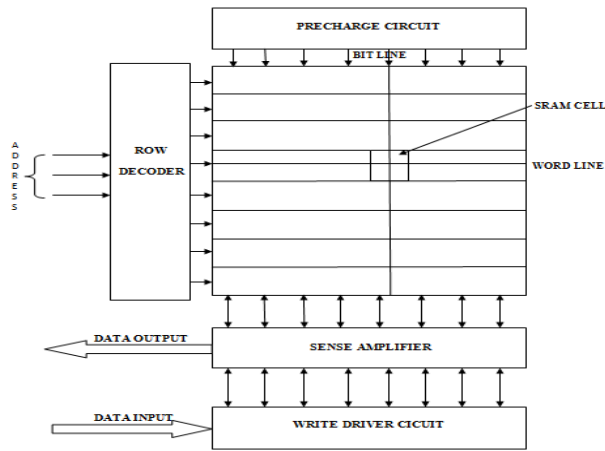 PRECHARGE CIRCUIT
BIT LINE
SRAM CELL
ADDRESS
ROW
DECODER
WORD LINE
DATA OUTPUT
SENSE AMPLIFIER
DATA INPUT
WRITE DRIVER CICUIT